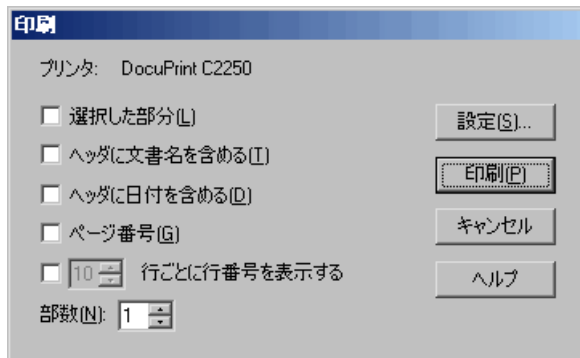 印刷
プリンタ: DocuPrint C2250
選択した部分(L)
ヘッダに文書名を含める(T)
ヘッダに日付を含める(D)
ページ番号(G)
10 行ごとに行番号を表示する
部数(N): 1
設定(S)...
印刷(P)
キャンセル
ヘルプ